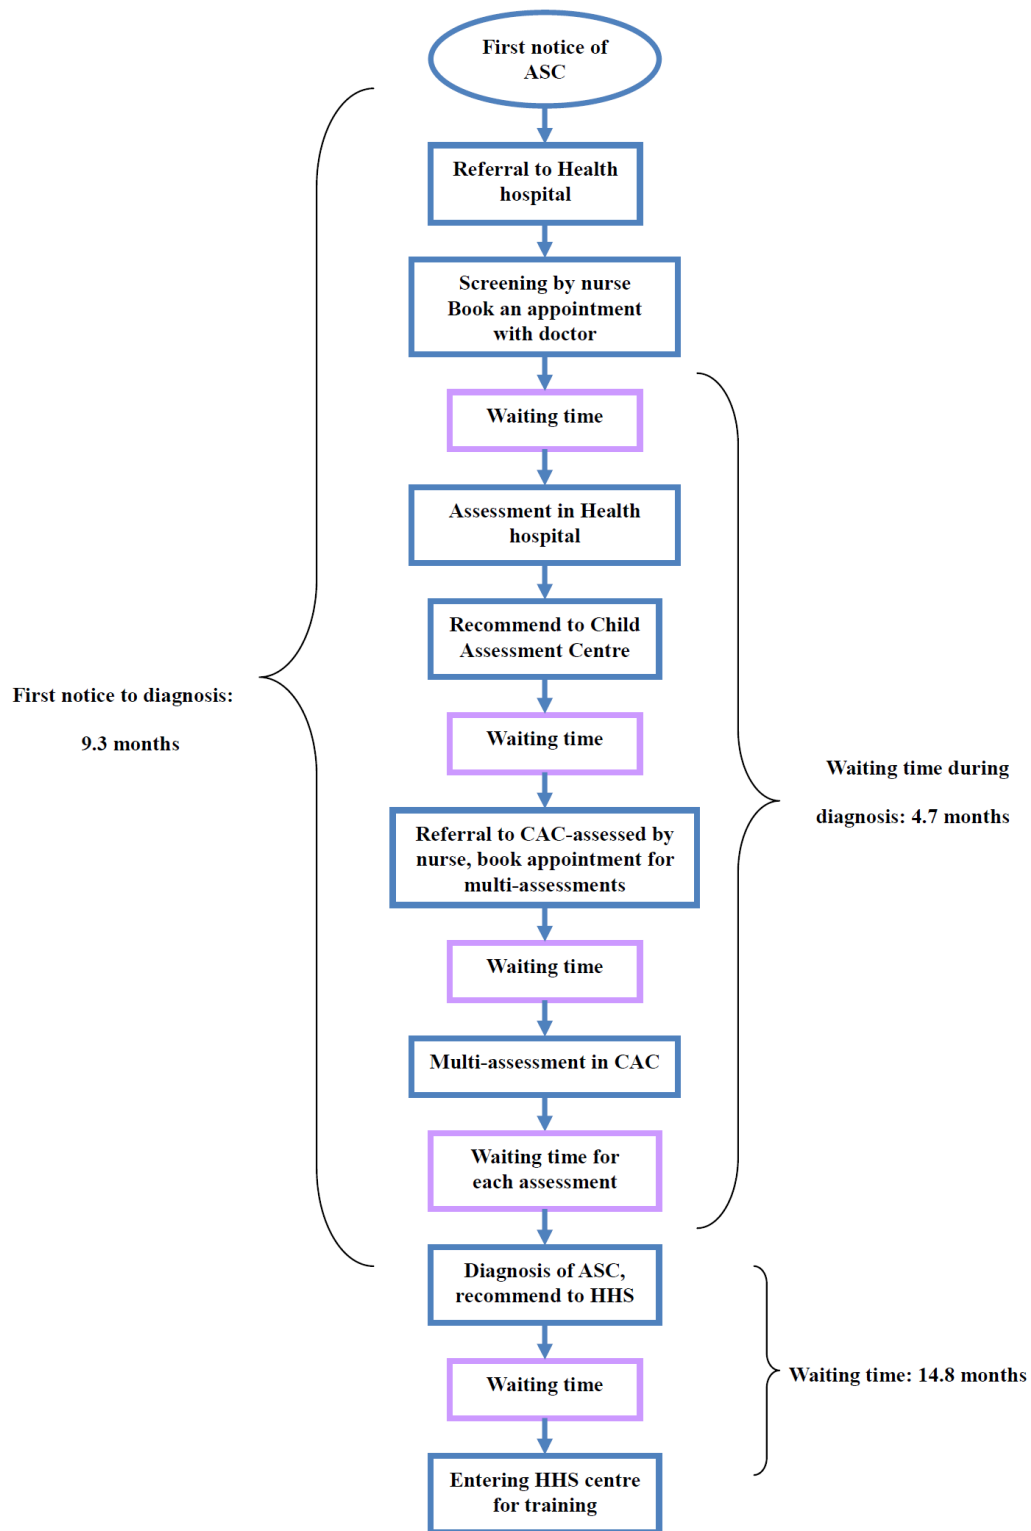 First notice of
ASC
Referral to Health
hospital
Screening by nurse
Book an appointment
with doctor
Waiting time
Assessment in Health
hospital
Recommend to Child
Assessment Centre
First notice to diagnosis:
9.3 months
Waiting time
Waiting time during
diagnosis: 4.7 months
Referral to CAC-assessed by
nurse, book appointment for
multi-assessments
Waiting time
Multi-assessment in CAC
Waiting time for
each assessment
Diagnosis of ASC,
recommend to HHS
Waiting time
Waiting time: 14.8 months
Entering HHS centre
for training